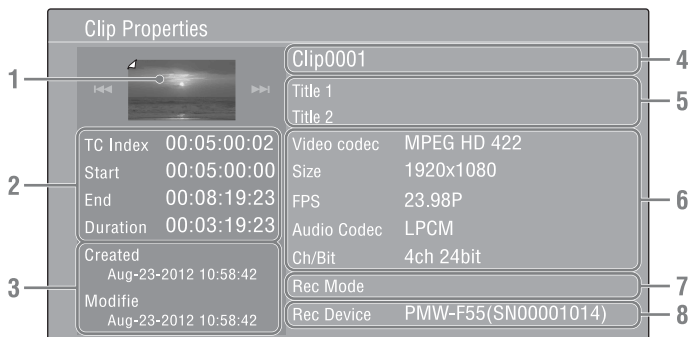 Clip Properties
1
Clip0001
4
Title 1
Title 2
5
2
TC Index 00:05:00:02
Start 00:05:00:00
End 00:08:19:23
Duration 00:03:19:23
Video codec MPEG HD 422
Size 1920x1080
FPS 23.98P
Audio Codec LPCM
Ch/Bit 4ch 24bit
6
3
Created
Aug-23-2012 10:58:42
Modifie
Aug-23-2012 10:58:42
Rec Mode
7
Rec Device PMW-F55(SN00001014)
8